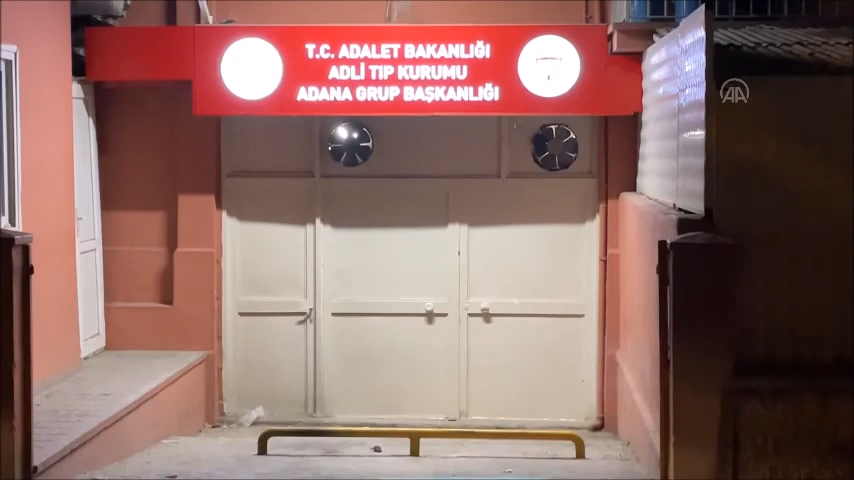 T.C. ADALET BAKANLIĞI
ADLİ TIP KURUMU
ADANA GRUP BAŞKANLIĞI
AA